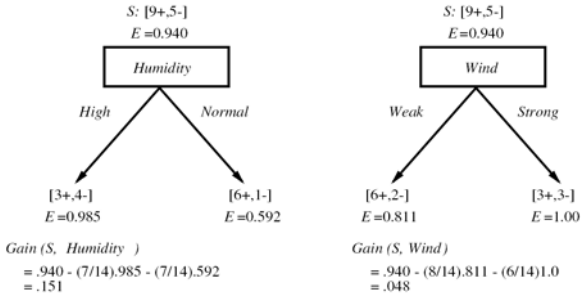 S: [9+,5-]
E =0.940
Humidity
High
Normal
[3+,4-]
E =0.985
[6+,1-]
E =0.592
Gain (S, Humidity )
= .940 - (7/14).985 - (7/14).592
= .151
S: [9+,5-]
E =0.940
Wind
Weak
Strong
[6+,2-]
E =0.811
[3+,3-]
E =1.00
Gain (S, Wind)
= .940 - (8/14).811 - (6/14)1.0
= .048